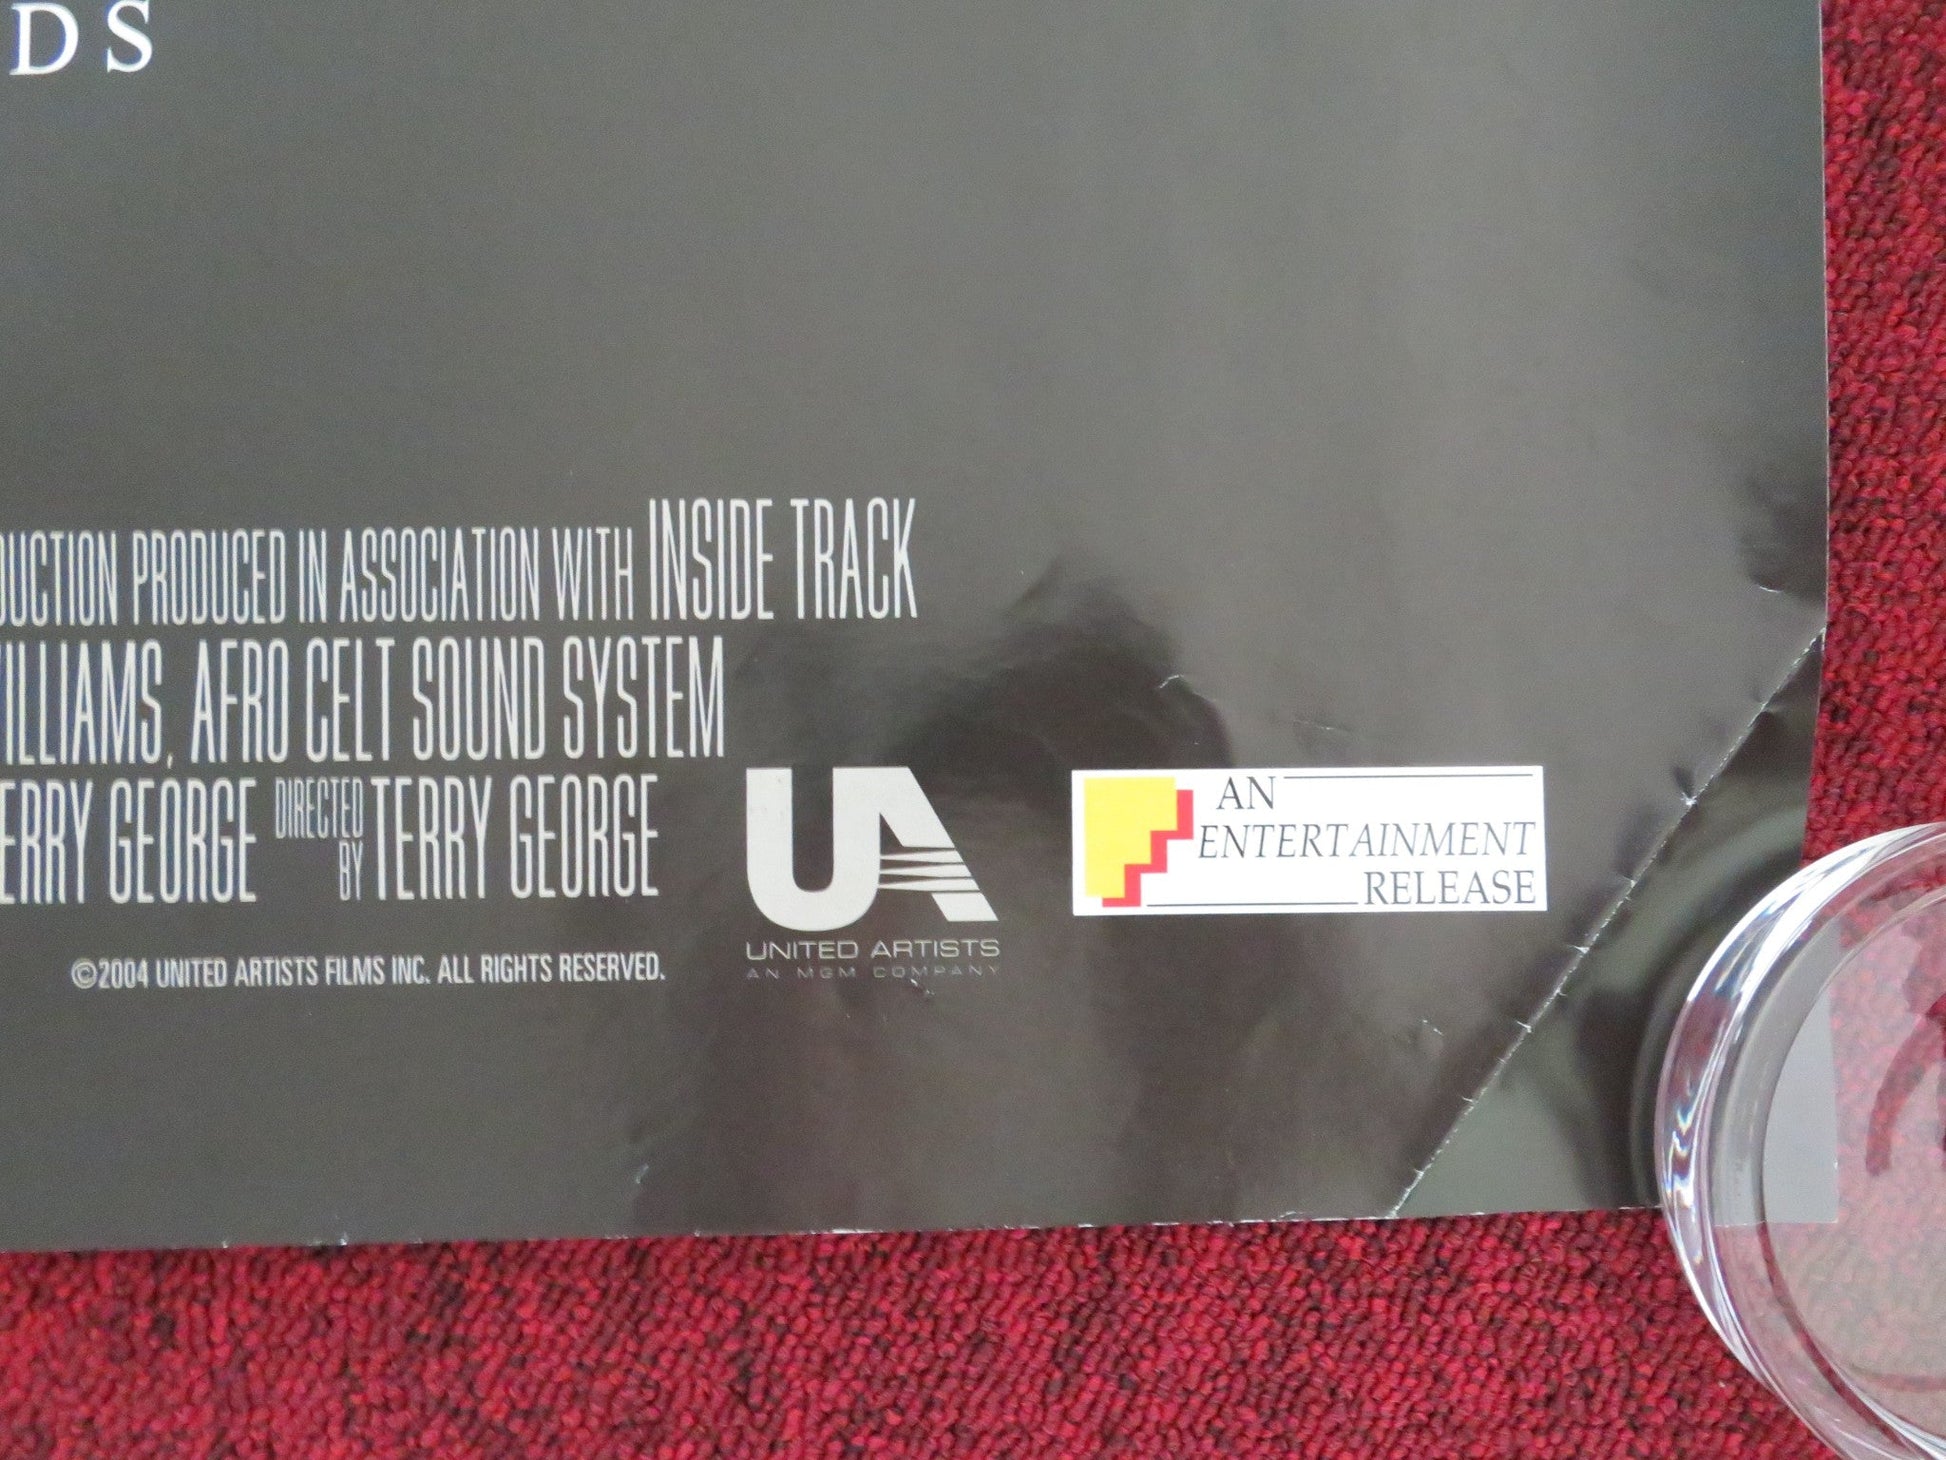 DS
DUCTION PRODUCED IN ASSOCIATION WITH INSIDE TRACK
WILLIAMS, AFRO CELT SOUND SYSTEM
ERRY GEORGE DIRECTED BY TERRY GEORGE
©2004 UNITED ARTISTS FILMS INC. ALL RIGHTS RESERVED.
UA
UNITED ARTISTS
AN MGM COMPANY
AN
ENTERTAINMENT
RELEASE